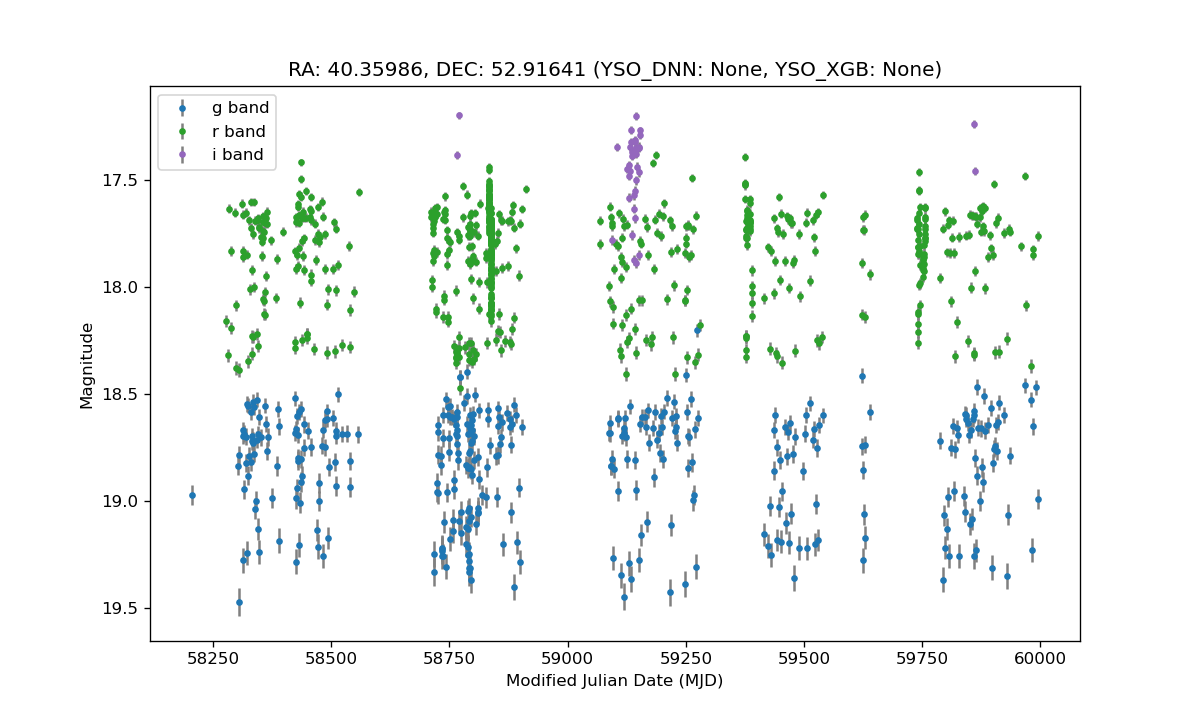 RA: 40.35986, DEC: 52.91641 (YSO_DNN: None, YSO_XGB: None)
g band
r band
i band
17.5
18.0
18.5
19.0
19.5
Magnitude
58250 58500 58750 59000 59250 59500 59750 60000
Modified Julian Date (MJD)